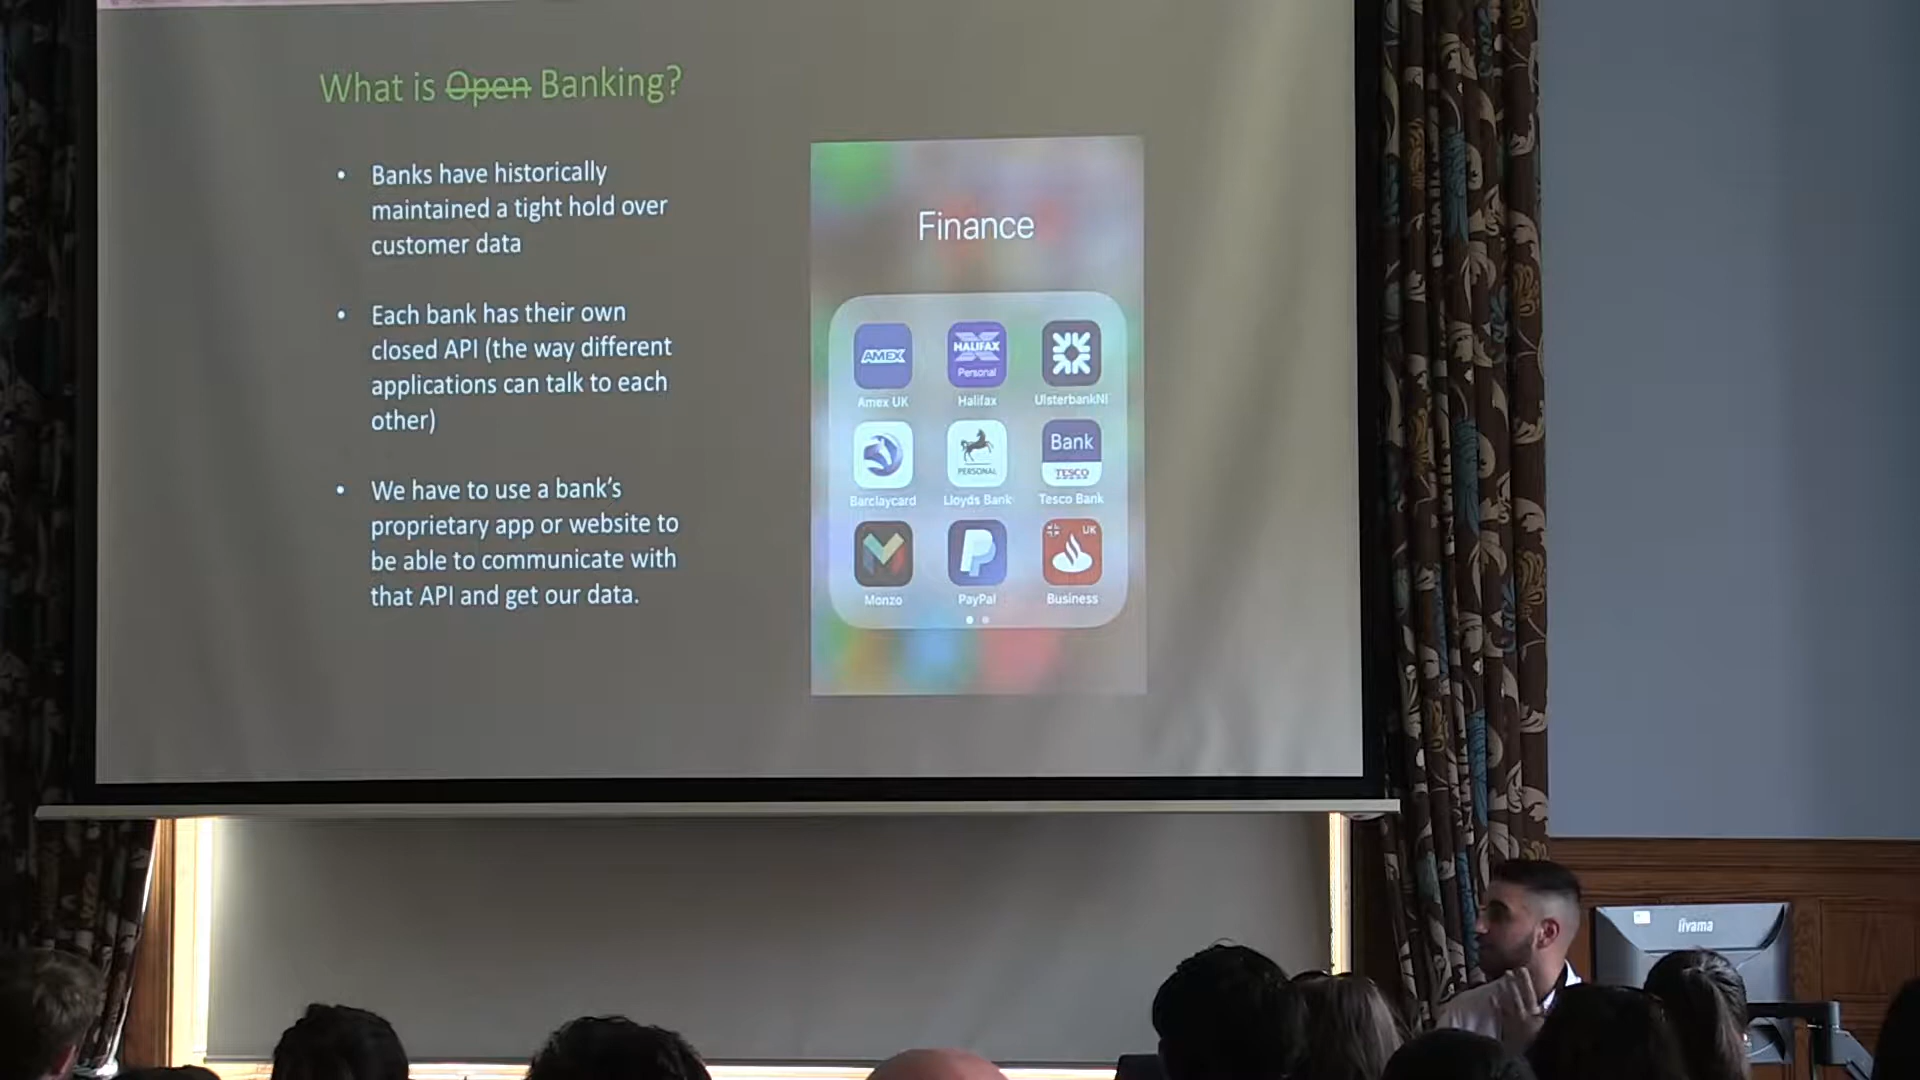 What is Open Banking?
• Banks have historically
maintained a tight hold over
customer data
• Each bank has their own
closed API (the way different
applications can talk to each
other)
• We have to use a bank's
proprietary app or website to
be able to communicate with
that API and get our data.
Finance
AMEX
HALIFAX
Personal
Amex UK
Halifax
UlsterbankNI
PERSONAL
Bank
TESCO
Barclaycard
Lloyds Bank
Tesco Bank
UK
Monzo
PayPal
Business
iiyama